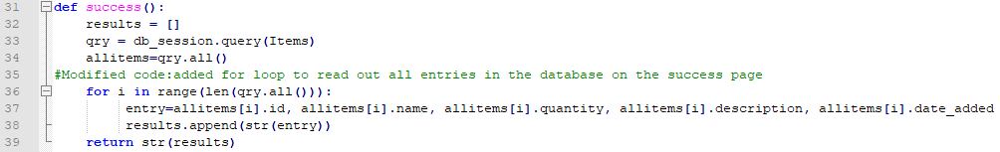 31 def success():
32     results = []
33     qry = db_session.query(Items)
34     allitems=qry.all()
35 #Modified code:added for loop to read out all entries in the database on the success page
36     for i in range(len(qry.all())):
37         entry=allitems[i].id, allitems[i].name, allitems[i].quantity, allitems[i].description, allitems[i].date_added
38         results.append(str(entry))
39     return str(results)